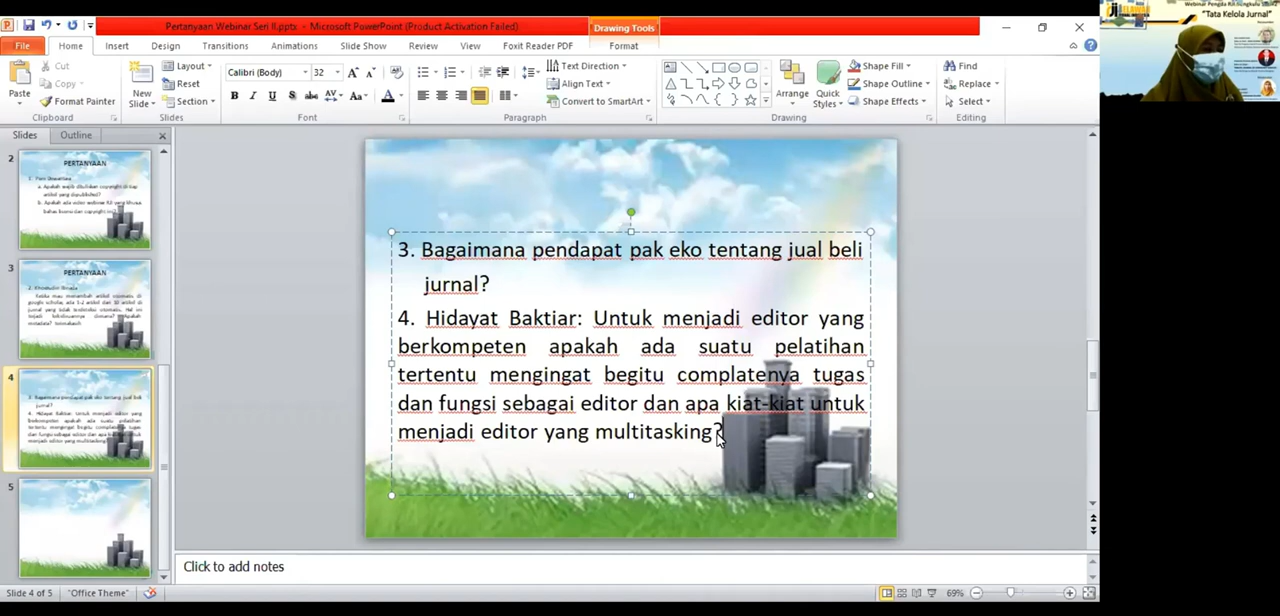 Pertanyaan Webinar Seri II.pptx - Microsoft PowerPoint (Product Activation Failed)
Drawing Tools
File Home Insert Design Transitions Animations Slide Show Review View Foxit Reader PDF Format
Paste
Cut
Copy
Format Painter
Clipboard
New Slide
Layout
Reset
Section
Slides
Calibri (Body) 32
Font
Text Direction
Align Text
Convert to SmartArt
Paragraph
Arrange
Quick Styles
Shape Fill
Shape Outline
Shape Effects
Drawing
Find
Replace
Select
Editing
"Tata Kelola Jurnal"
Slides Outline
2
PERTANYAAN
3
PERTANYAAN
4
5
3. Bagaimana pendapat pak eko tentang jual beli
jurnal?
4. Hidayat Baktiar: Untuk menjadi editor yang
berkompeten apakah ada suatu pelatihan
tertentu mengingat begitu complatenya tugas
dan fungsi sebagai editor dan apa kiat-kiat untuk
menjadi editor yang multitasking?
Click to add notes
Slide 4 of 5 "Office Theme" 69%